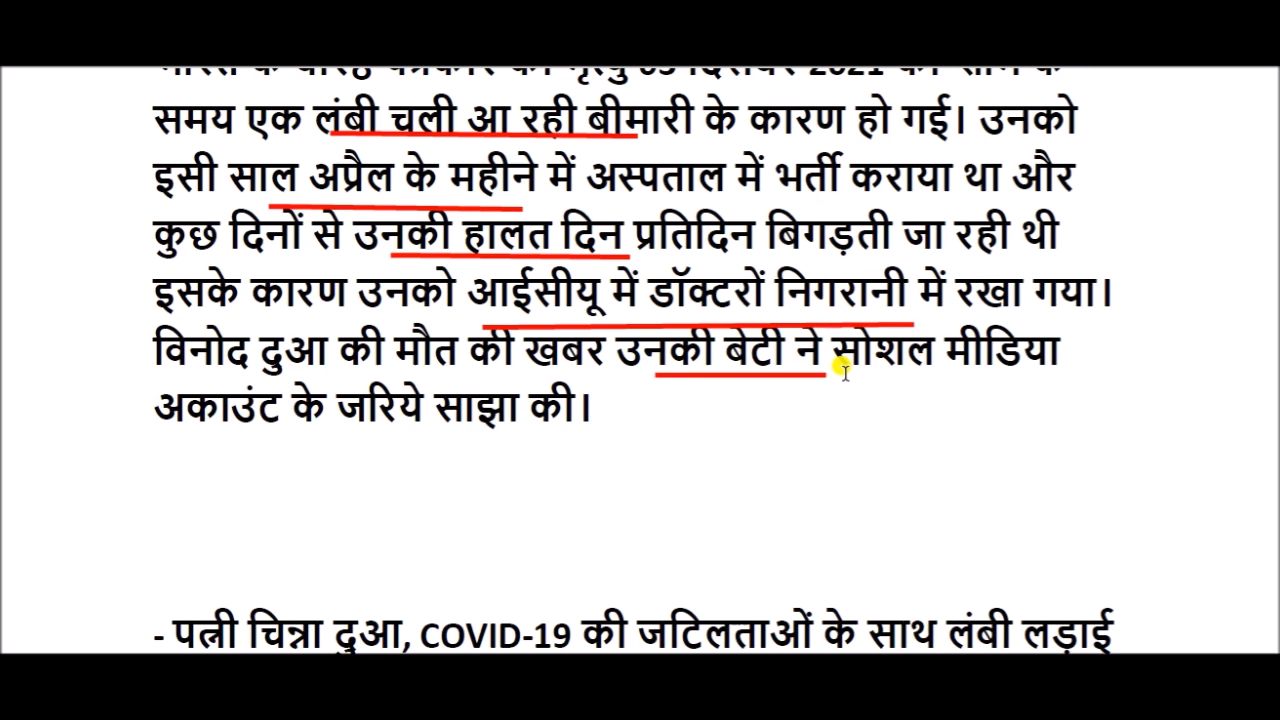 समय एक लंबी चली आ रही बीमारी के कारण हो गई। उनको
इसी साल अप्रैल के महीने में अस्पताल में भर्ती कराया था और
कुछ दिनों से उनकी हालत दिन प्रतिदिन बिगड़ती जा रही थी
इसके कारण उनको आईसीयू में डॉक्टरों निगरानी में रखा गया।
विनोद दुआ की मौत की खबर उनकी बेटी ने सोशल मीडिया
अकाउंट के जरिये साझा की।
- पत्नी चिन्ना दुआ, COVID-19 की जटिलताओं के साथ लंबी लड़ाई